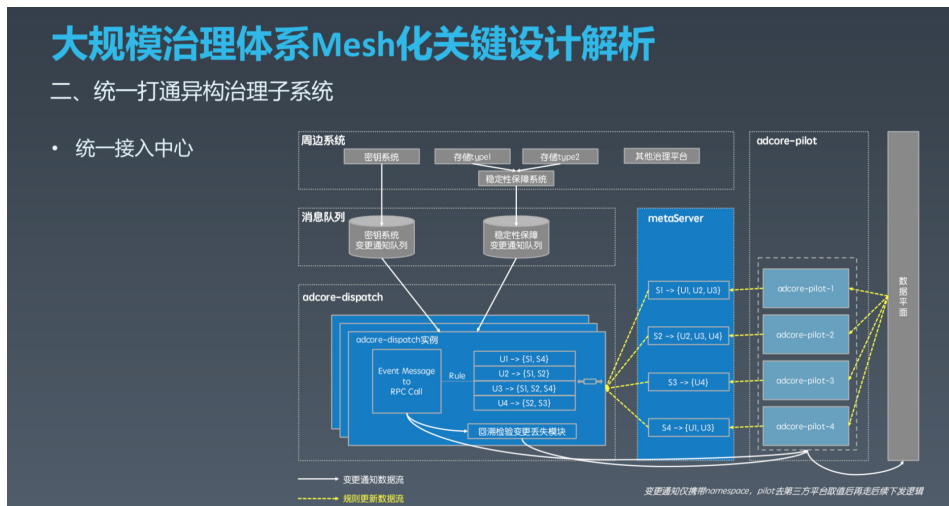 大规模治理体系Mesh化关键设计解析
二、统一打通异构治理子系统
• 统一接入中心
周边系统
密钥系统
存储type1
存储type2
其他治理平台
稳定性保障系统
消息队列
密钥系统
变更通知队列
稳定性保障
变更通知队列
adcore-dispatch
adcore-dispatch实例
Event Message
to
RPC Call
Rule
U1 -> {S1, S4}
U2 -> {S1, S2}
U3 -> {S1, S2, S4}
U4 -> {S2, S3}
回溯检验变更丢失模块
metaServer
S1 -> {U1, U2, U3}
S2 -> {U2, U3, U4}
S3 -> {U4}
S4 -> {U1, U3}
adcore-pilot
adcore-pilot-1
adcore-pilot-2
adcore-pilot-3
adcore-pilot-4
数据平面
变更通知数据流
规则更新数据流
变更通知仅携带namespace，pilot去第三方平台取值后再走后续下发逻辑